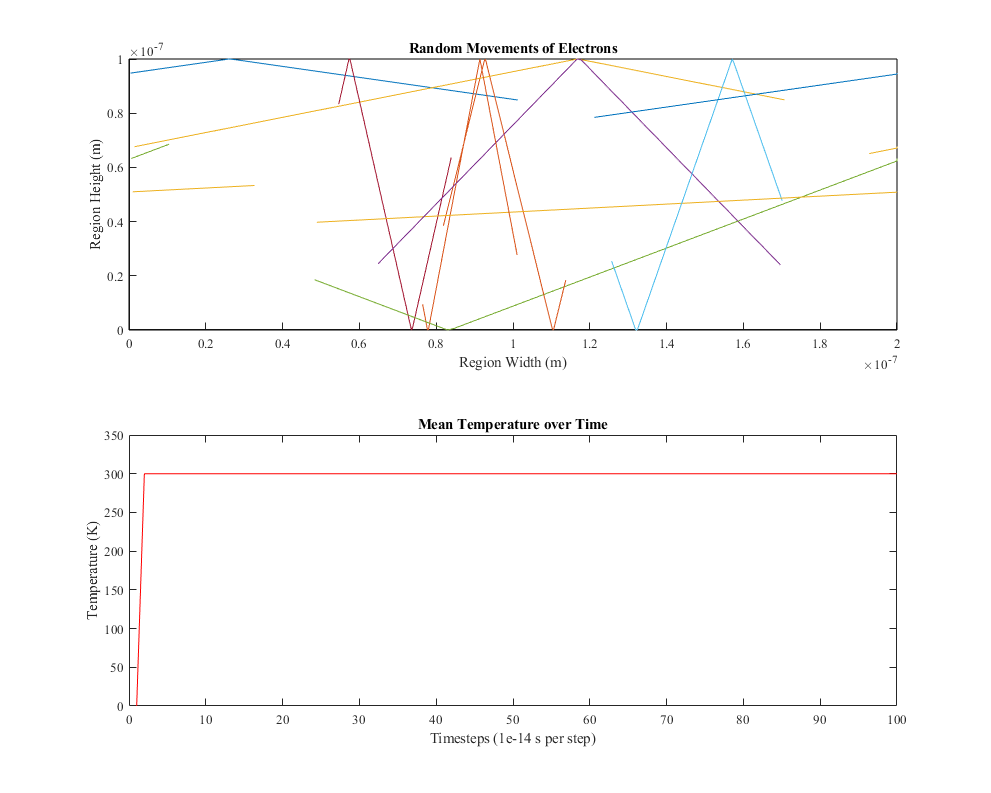 Random Movements of Electrons
×10⁻⁷
1
0.8
0.6
0.4
0.2
0
Region Height (m)
0 0.2 0.4 0.6 0.8 1 1.2 1.4 1.6 1.8 2
Region Width (m)
×10⁻⁷
Mean Temperature over Time
350
300
250
200
150
100
50
0
Temperature (K)
0 10 20 30 40 50 60 70 80 90 100
Timesteps (1e-14 s per step)